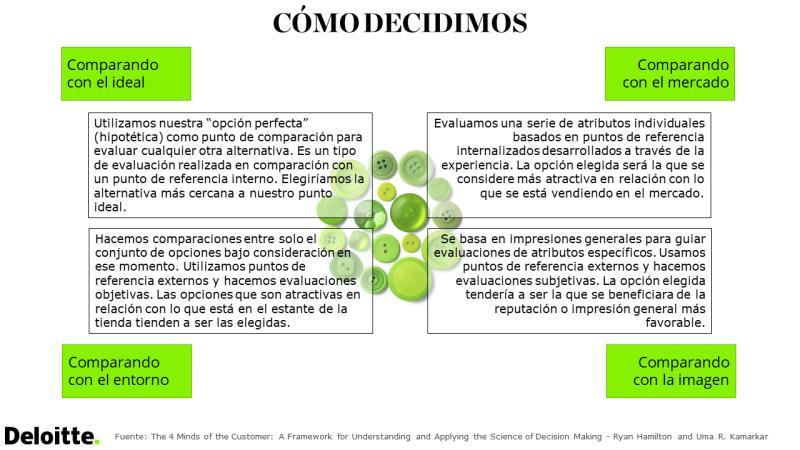 CÓMO DECIDIMOS
Comparando
con el ideal
Comparando
con el mercado
Utilizamos nuestra “opción perfecta”
(hipotética) como punto de comparación para
evaluar cualquier otra alternativa. Es un tipo
de evaluación realizada en comparación con
un punto de referencia interno. Elegiríamos la
alternativa más cercana a nuestro punto
ideal.
Evaluamos una serie de atributos individuales
basados en puntos de referencia
internalizados desarrollados a través de la
experiencia. La opción elegida será la que se
considere más atractiva en relación con lo
que se está vendiendo en el mercado.
Hacemos comparaciones entre solo el
conjunto de opciones bajo consideración en
ese momento. Utilizamos puntos de
referencia externos y hacemos evaluaciones
objetivas. Las opciones que son atractivas en
relación con lo que está en el estante de la
tienda tienden a ser las elegidas.
Se basa en impresiones generales para guiar
evaluaciones de atributos específicos. Usamos
puntos de referencia externos y hacemos
evaluaciones subjetivas. La opción elegida
tendería a ser la que se beneficiara de la
reputación o impresión general más
favorable.
Comparando
con el entorno
Comparando
con la imagen
Deloitte.
Fuente: The 4 Minds of the Customer: A Framework for Understanding and Applying the Science of Decision Making - Ryan Hamilton and Uma R. Kamarkar